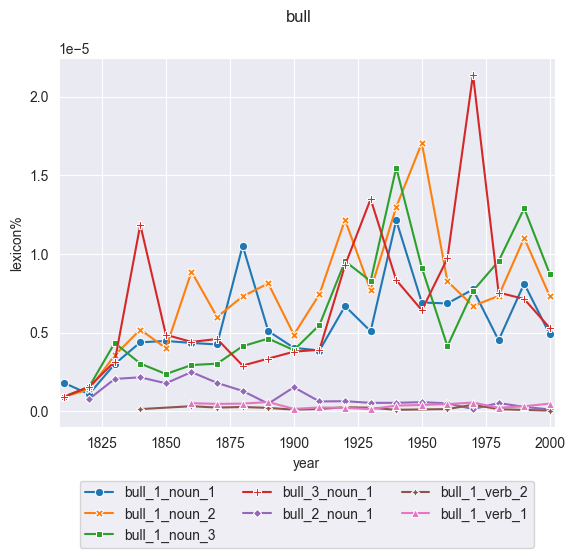 bull
1e−5
2.0
1.5
1.0
0.5
0.0
lexicon%
1825 1850 1875 1900 1925 1950 1975 2000
year
bull_1_noun_1 bull_3_noun_1 bull_1_verb_2
bull_1_noun_2 bull_2_noun_1 bull_1_verb_1
bull_1_noun_3